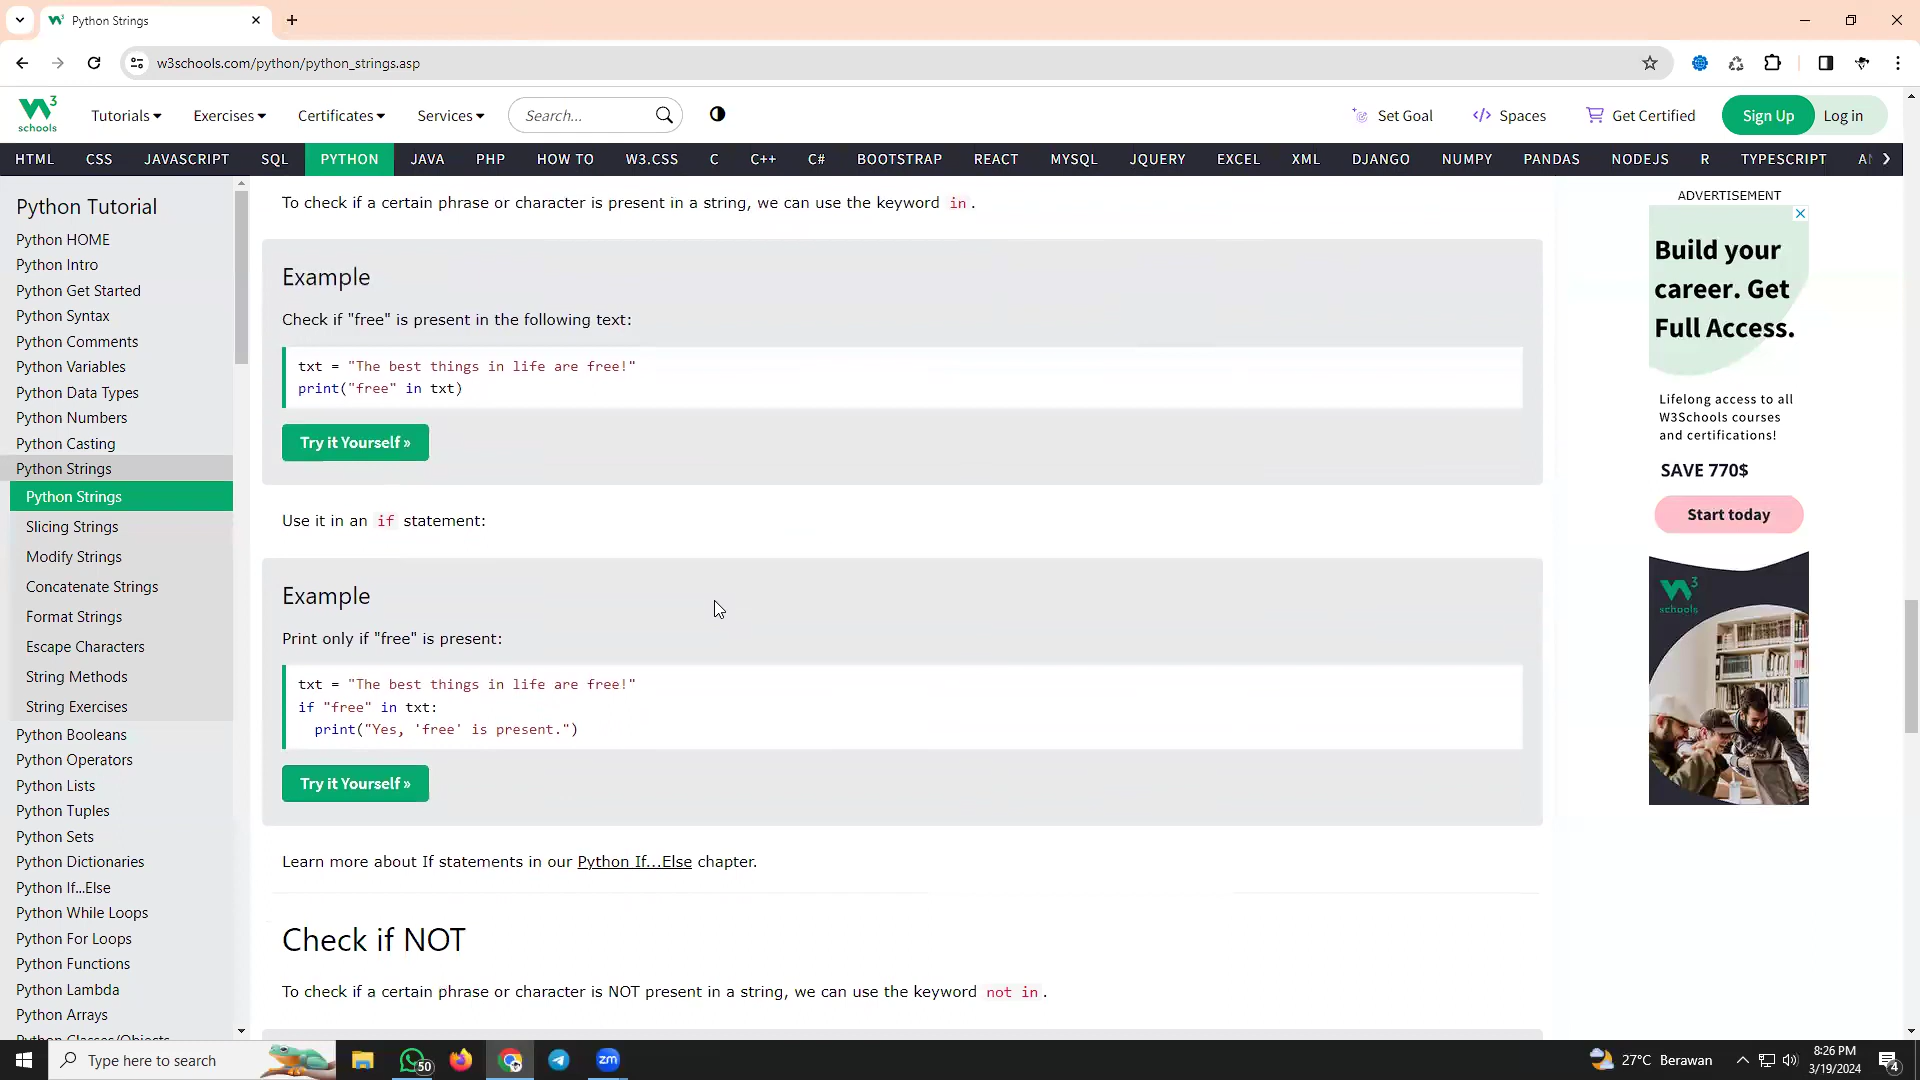 Python Strings
w3schools.com/python/python_strings.asp
W3 schools
Tutorials
Exercises
Certificates
Services
Search...
Set Goal
Spaces
Get Certified
Sign Up
Log in
HTML CSS JAVASCRIPT SQL PYTHON JAVA PHP HOW TO W3.CSS C C++ C# BOOTSTRAP REACT MYSQL JQUERY EXCEL XML DJANGO NUMPY PANDAS NODEJS R TYPESCRIPT
Python Tutorial
Python HOME
Python Intro
Python Get Started
Python Syntax
Python Comments
Python Variables
Python Data Types
Python Numbers
Python Casting
Python Strings
Python Strings
Slicing Strings
Modify Strings
Concatenate Strings
Format Strings
Escape Characters
String Methods
String Exercises
Python Booleans
Python Operators
Python Lists
Python Tuples
Python Sets
Python Dictionaries
Python If...Else
Python While Loops
Python For Loops
Python Functions
Python Lambda
Python Arrays
Python Classes/Objects
To check if a certain phrase or character is present in a string, we can use the keyword in.
Example
Check if "free" is present in the following text:
txt = "The best things in life are free!"
print("free" in txt)
Try it Yourself »
Use it in an if statement:
Example
Print only if "free" is present:
txt = "The best things in life are free!"
if "free" in txt:
print("Yes, 'free' is present.")
Try it Yourself »
Learn more about If statements in our Python If...Else chapter.
Check if NOT
To check if a certain phrase or character is NOT present in a string, we can use the keyword not in.
ADVERTISEMENT
Build your
career. Get
Full Access.
Lifelong access to all
W3Schools courses
and certifications!
SAVE 770$
Start today
W3
schools
Type here to search
50
zm
27°C Berawan
8:26 PM
3/19/2024
4